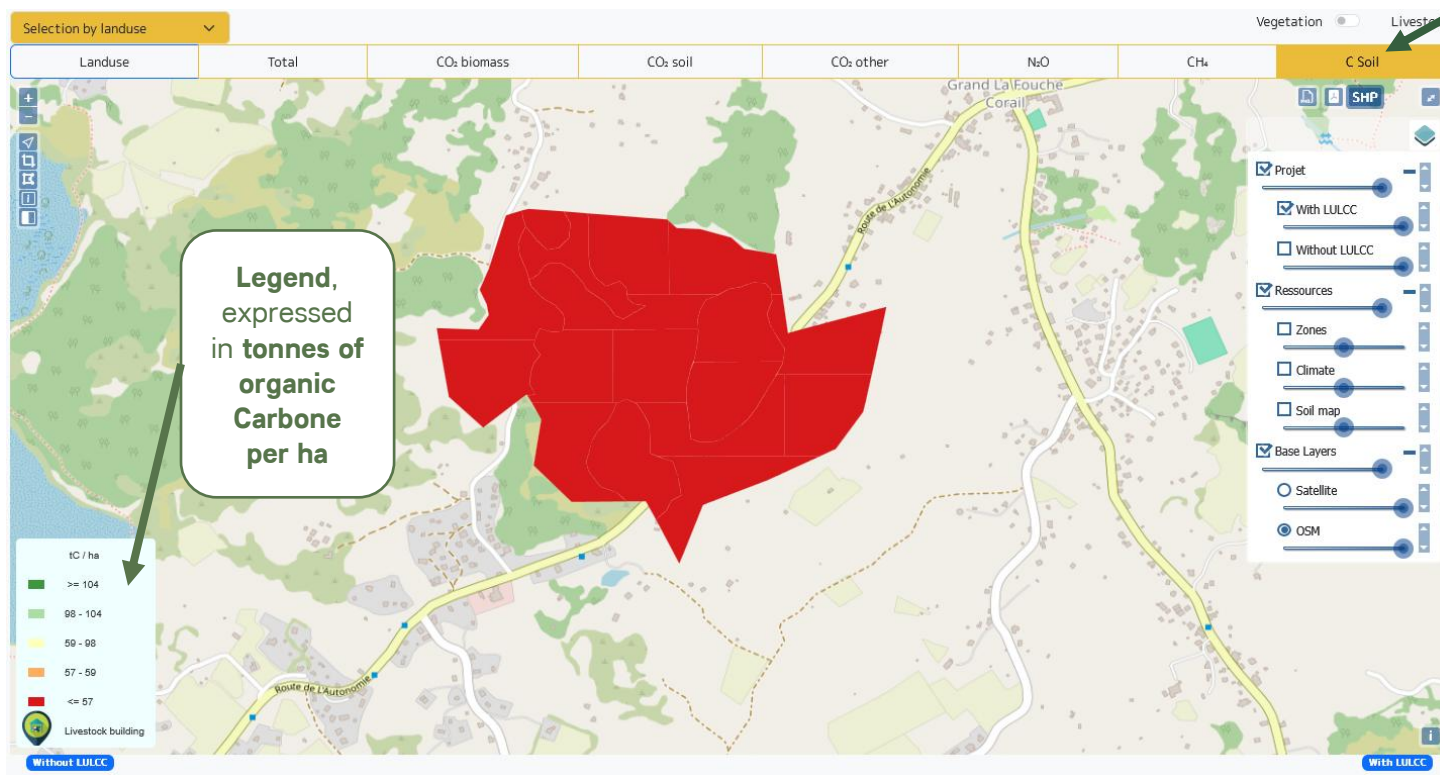 Selection by landuse
Vegetation
Landuse Total CO₂ biomass CO₂ soil CO₂ other N₂O CH₄ C Soil
Grand La Fouche
Corail
SHP
Projet
With LULCC
Without LULCC
Ressources
Zones
Climate
Soil map
Base Layers
Satellite
OSM
Route de L'Autonomie
Legend,
expressed
in tonnes of
organic
Carbone
per ha
tC / ha
>= 104
98 - 104
59 - 98
57 - 59
<= 57
Livestock building
Route de L'Autonomie
Without LULCC
With LULCC